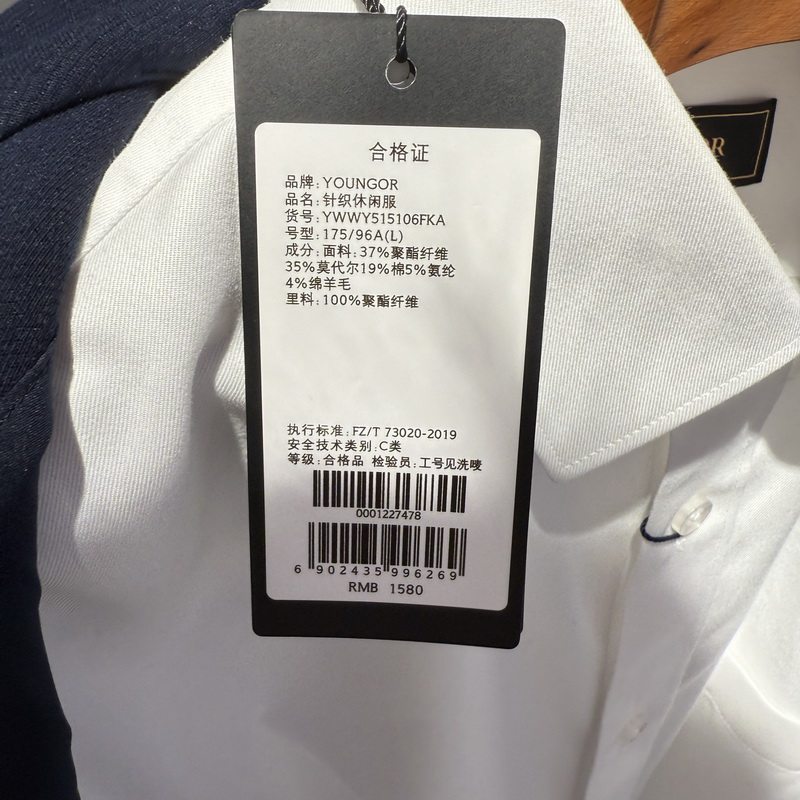 合格证
品牌: YOUNGOR
品名: 针织休闲服
货号: YWWY515106FKA
号型: 175/96A(L)
成分: 面料: 37%聚酯纤维
35%莫代尔19%棉5%氨纶
4%绵羊毛
里料: 100%聚酯纤维
执行标准: FZ/T 73020-2019
安全技术类别: C类
等级: 合格品 检验员: 工号见洗唛
0001227478
6 902435 996269
RMB 1580
OR